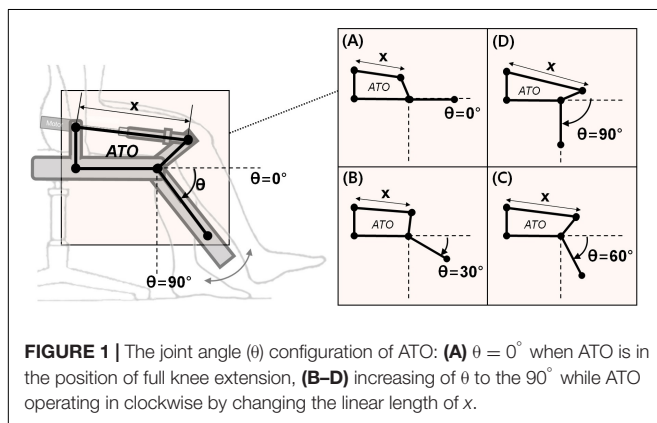 x
Motor
ATO
θ
θ=0°
θ=90°
(A)
x
ATO
θ=0°
(D)
x
ATO
θ=90°
(B)
x
ATO
θ=30°
(C)
x
ATO
θ=60°
FIGURE 1 | The joint angle (θ) configuration of ATO: (A) θ = 0° when ATO is in
the position of full knee extension, (B–D) increasing of θ to the 90° while ATO
operating in clockwise by changing the linear length of x.